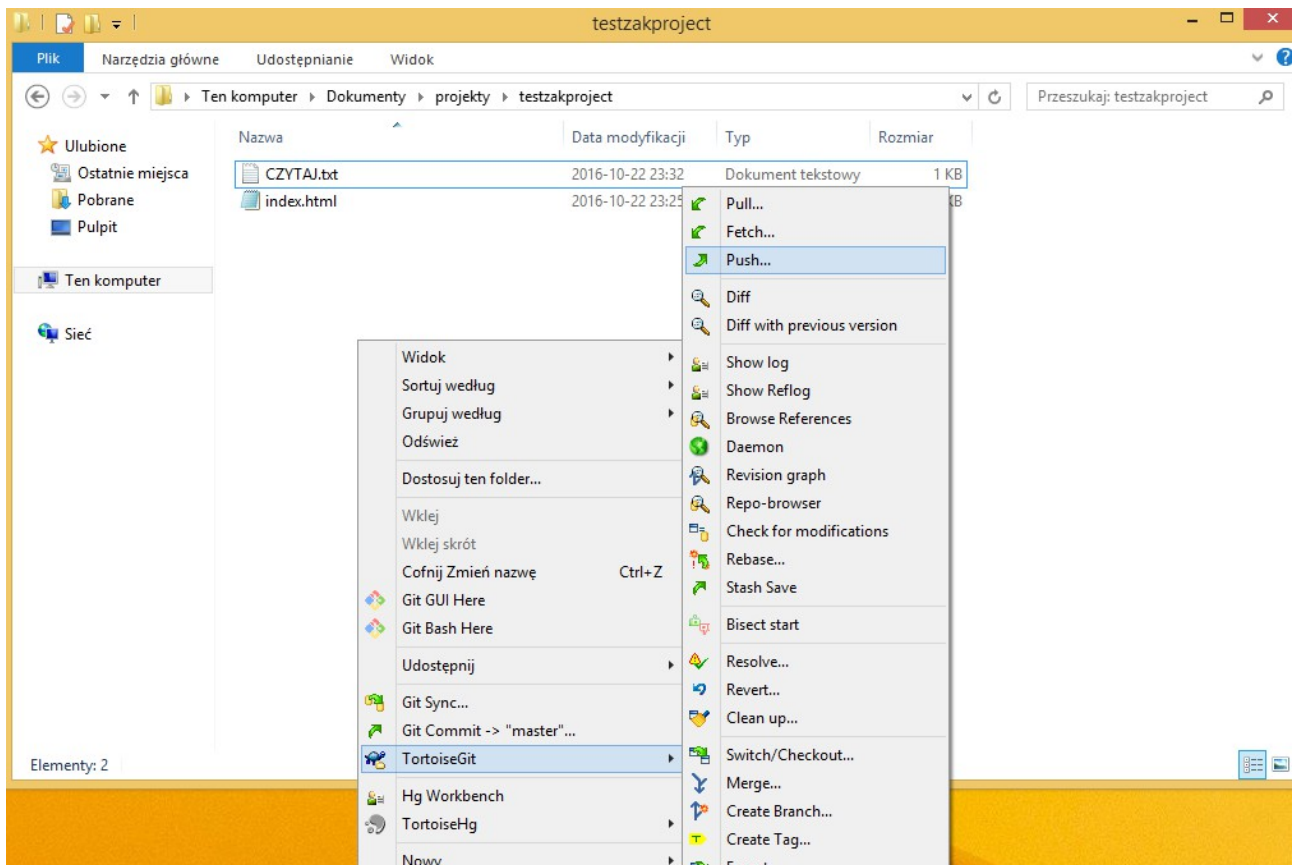 testzakproject
Plik Narzędzia główne Udostępnianie Widok
Ten komputer Dokumenty projekty testzakproject Przeszukaj: testzakproject
Ulubione
Ostatnie miejsca
Pobrane
Pulpit
Ten komputer
Sieć
Nazwa Data modyfikacji Typ Rozmiar
CZYTAJ.txt 2016-10-22 23:32 Dokument tekstowy 1 KB
index.html 2016-10-22 23:25 KB
Widok
Sortuj według
Grupuj według
Odśwież
Dostosuj ten folder...
Wklej
Wklej skrót
Cofnij Zmień nazwę Ctrl+Z
Git GUI Here
Git Bash Here
Udostępnij
Git Sync...
Git Commit -> "master"...
TortoiseGit
Hg Workbench
TortoiseHg
Nowy
Pull...
Fetch...
Push...
Diff
Diff with previous version
Show log
Show Reflog
Browse References
Daemon
Revision graph
Repo-browser
Check for modifications
Rebase...
Stash Save
Bisect start
Resolve...
Revert...
Clean up...
Switch/Checkout...
Merge...
Create Branch...
Create Tag...
Elementy: 2